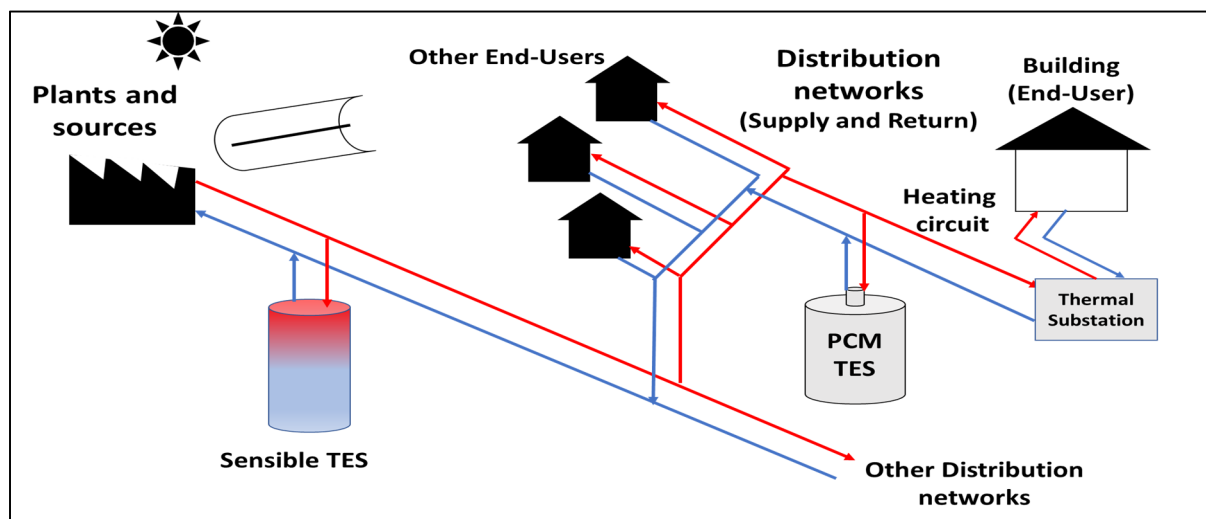 Plants and
sources
Other End-Users
Distribution
networks
(Supply and Return)
Building
(End-User)
Heating
circuit
Thermal
Substation
PCM
TES
Sensible TES
Other Distribution
networks